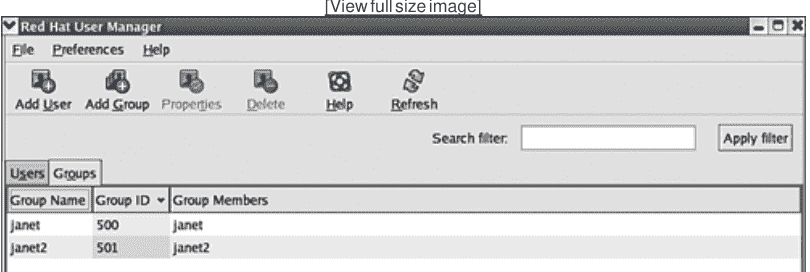 [View full size image]
Red Hat User Manager
File Preferences Help
Add User Add Group Properties Delete Help Refresh
Search filter: Apply filter
Users Groups
Group Name Group ID Group Members
janet 500 janet
janet2 501 janet2